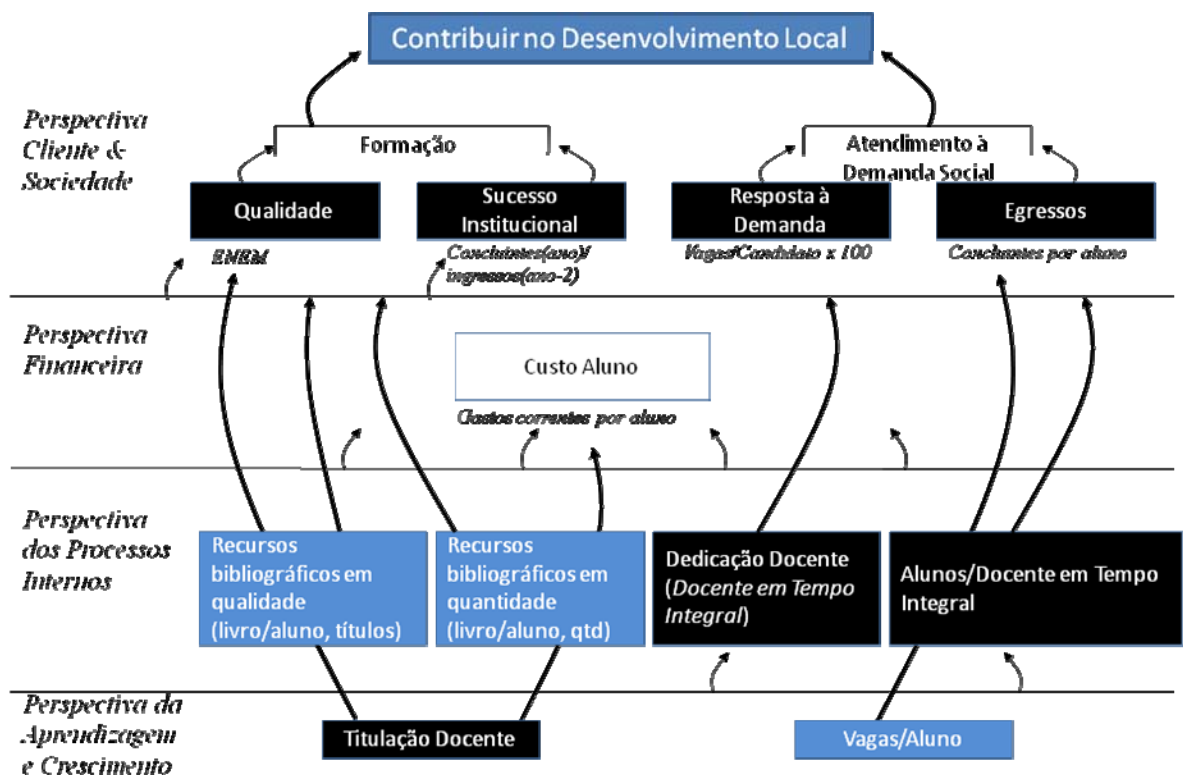 Contribuir no Desenvolvimento Local
Perspectiva
Cliente &
Sociedade
Formação
Atendimento à
Demanda Social
Qualidade
Sucesso
Institucional
Resposta à
Demanda
Egressos
ENEM
Concluintes(ano)/
ingressos(ano-2)
Vagas/Candidato x 100
Concluintes por aluno
Perspectiva
Financeira
Custo Aluno
Gastos correntes por aluno
Perspectiva
dos Processos
Internos
Recursos
bibliográficos em
qualidade
(livro/aluno, títulos)
Recursos
bibliográficos em
quantidade
(livro/aluno, qtd)
Dedicação Docente
(Docente em Tempo
Integral)
Alunos/Docente em Tempo
Integral
Perspectiva da
Aprendizagem
e Crescimento
Titulação Docente
Vagas/Aluno